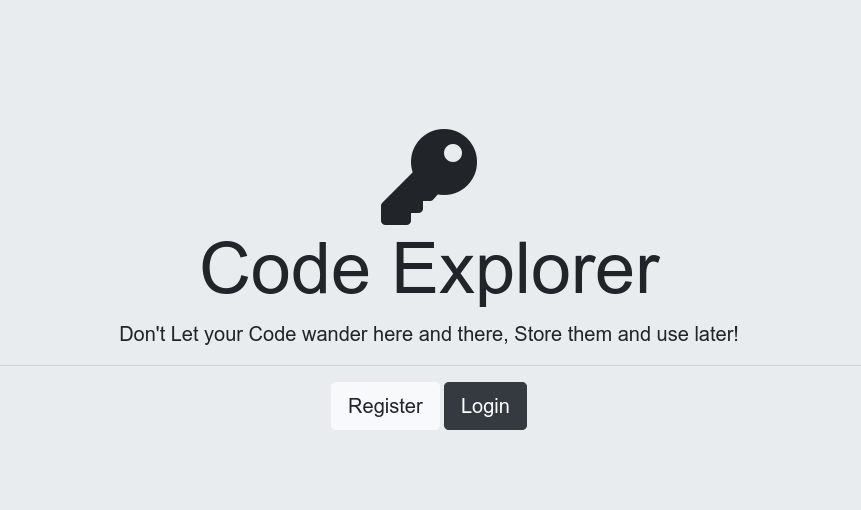 Code Explorer
Don't Let your Code wander here and there, Store them and use later!
Register Login